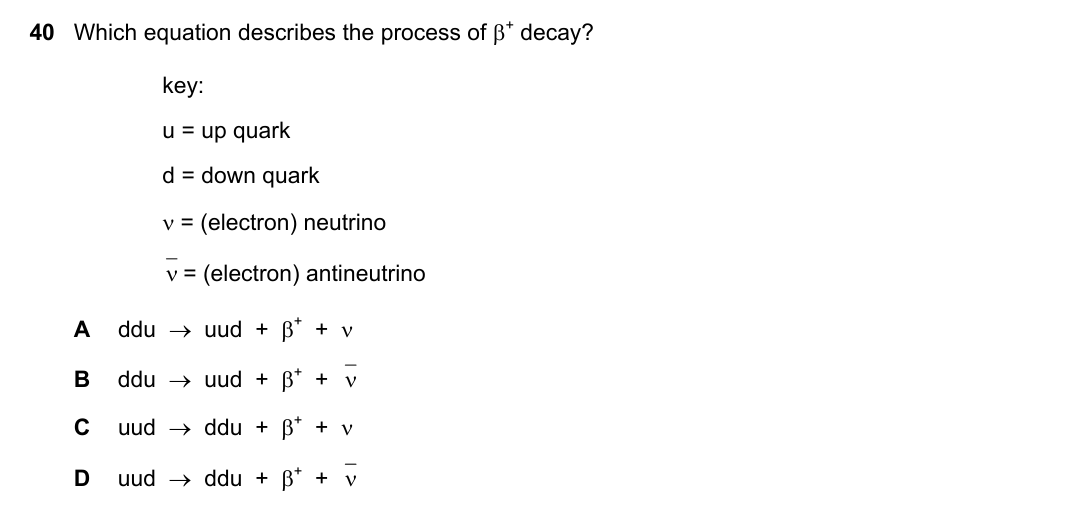 40 Which equation describes the process of β⁺ decay?
key:
u = up quark
d = down quark
ν = (electron) neutrino
ν̅ = (electron) antineutrino
A ddu → uud + β⁺ + ν
B ddu → uud + β⁺ + ν̅
C uud → ddu + β⁺ + ν
D uud → ddu + β⁺ + ν̅